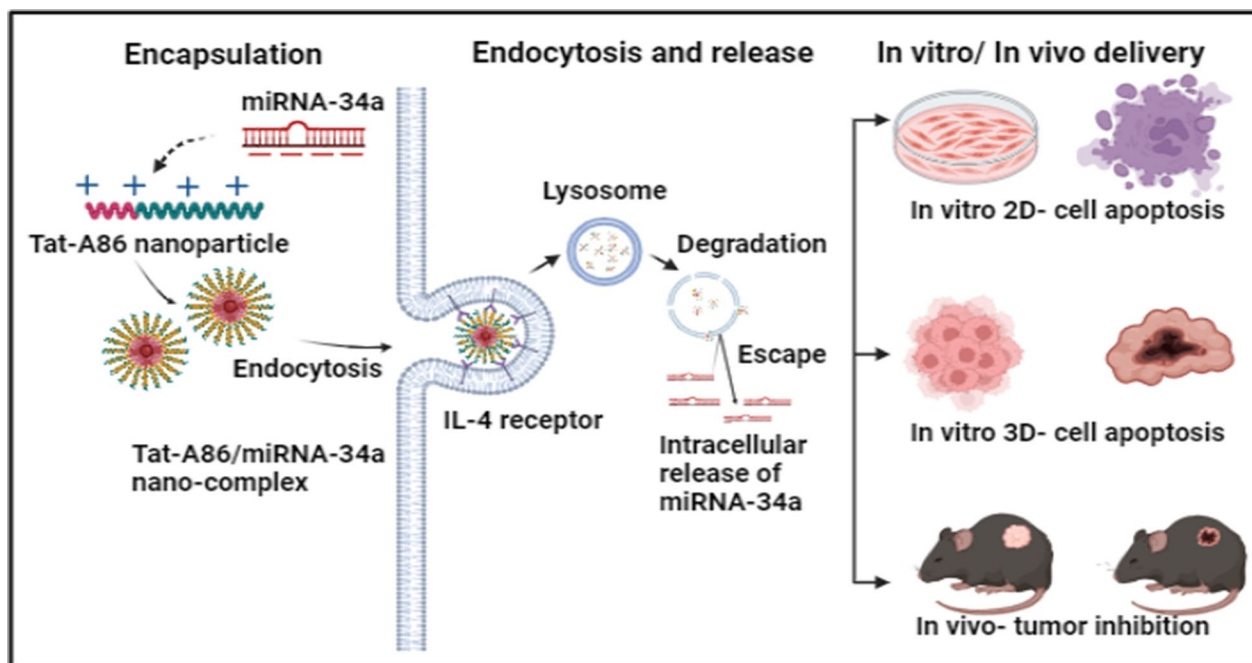 Encapsulation
miRNA-34a
+ + + +
Tat-A86 nanoparticle
Endocytosis
Tat-A86/miRNA-34a
nano-complex
Endocytosis and release
Lysosome
Degradation
Escape
IL-4 receptor
Intracellular
release of
miRNA-34a
In vitro/ In vivo delivery
In vitro 2D- cell apoptosis
In vitro 3D- cell apoptosis
In vivo- tumor inhibition